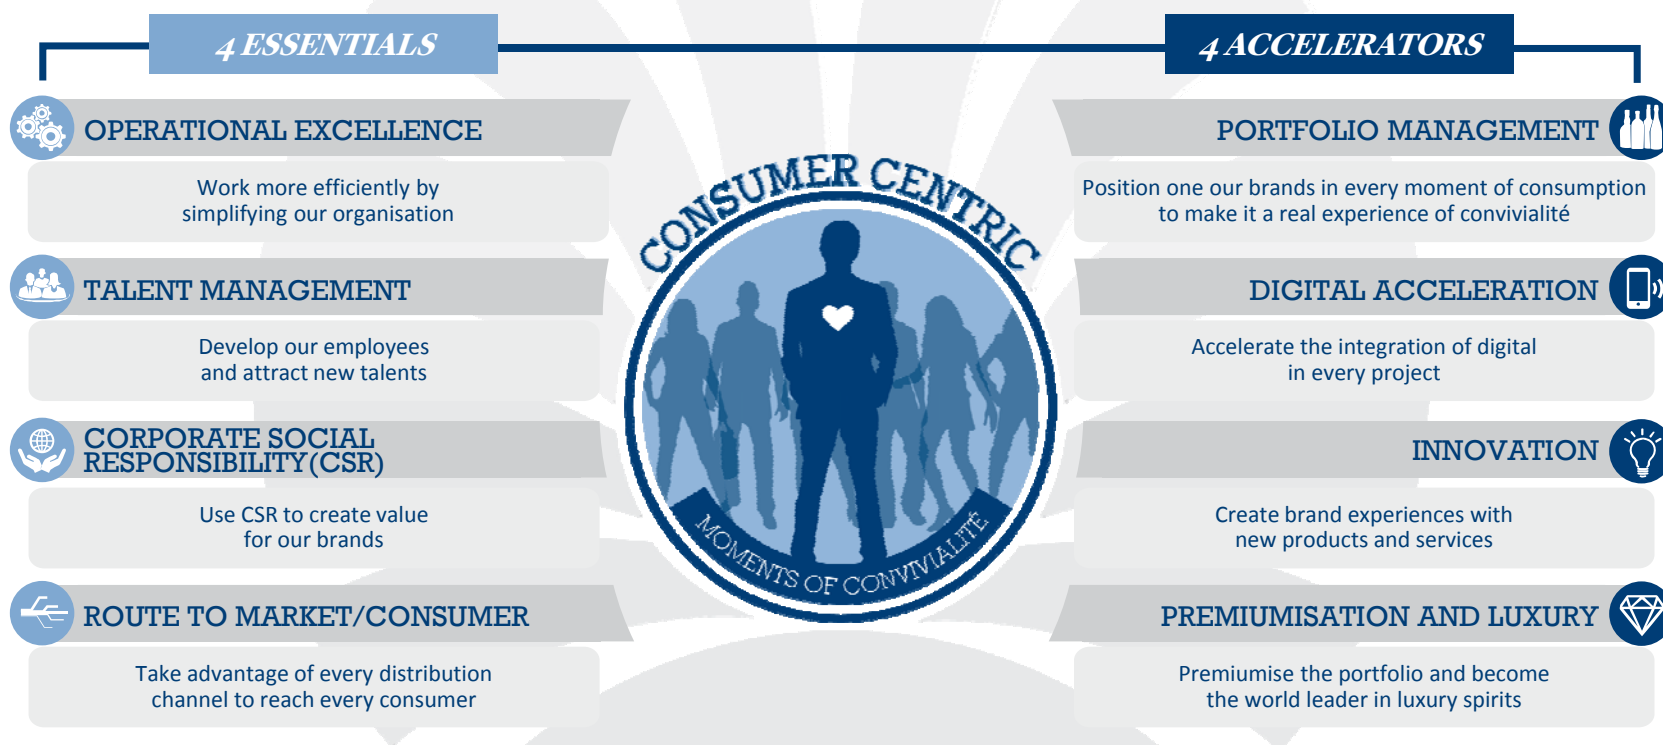 4 ESSENTIALS
4 ACCELERATORS
OPERATIONAL EXCELLENCE
Work more efficiently by
simplifying our organisation
TALENT MANAGEMENT
Develop our employees
and attract new talents
CORPORATE SOCIAL
RESPONSIBILITY(CSR)
Use CSR to create value
for our brands
ROUTE TO MARKET/CONSUMER
Take advantage of every distribution
channel to reach every consumer
CONSUMER CENTRIC
MOMENTS OF CONVIVIALITÉ
PORTFOLIO MANAGEMENT
Position one our brands in every moment of consumption
to make it a real experience of convivialité
DIGITAL ACCELERATION
Accelerate the integration of digital
in every project
INNOVATION
Create brand experiences with
new products and services
PREMIUMISATION AND LUXURY
Premiumise the portfolio and become
the world leader in luxury spirits